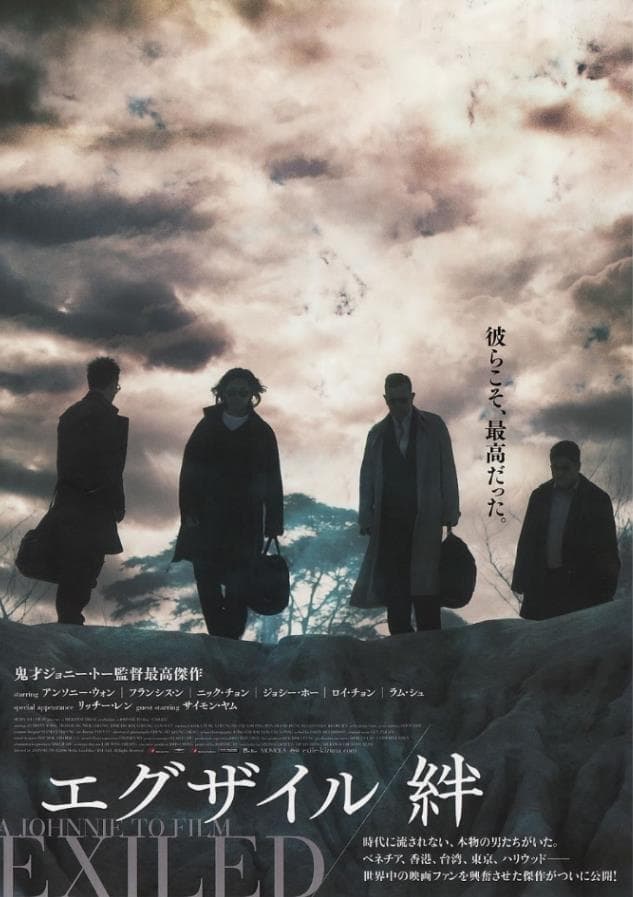 彼らこそ、最高だった。
鬼才ジョニー・トー監督最高傑作
starring アンソニー・ウォン | フランシス・ン | ニック・チョン | ジョシー・ホー | ロイ・チョン | ラム・シュ
special appearance リッチー・レン guest starring サイモン・ヤム
エグザイル/絆
A JOHNNIE TO FILM
EXILED
時代に流されない、本物の男たちがいた。
ベネチア、香港、台湾、東京、ハリウッド──
世界中の映画ファンを興奮させた傑作がついに公開!